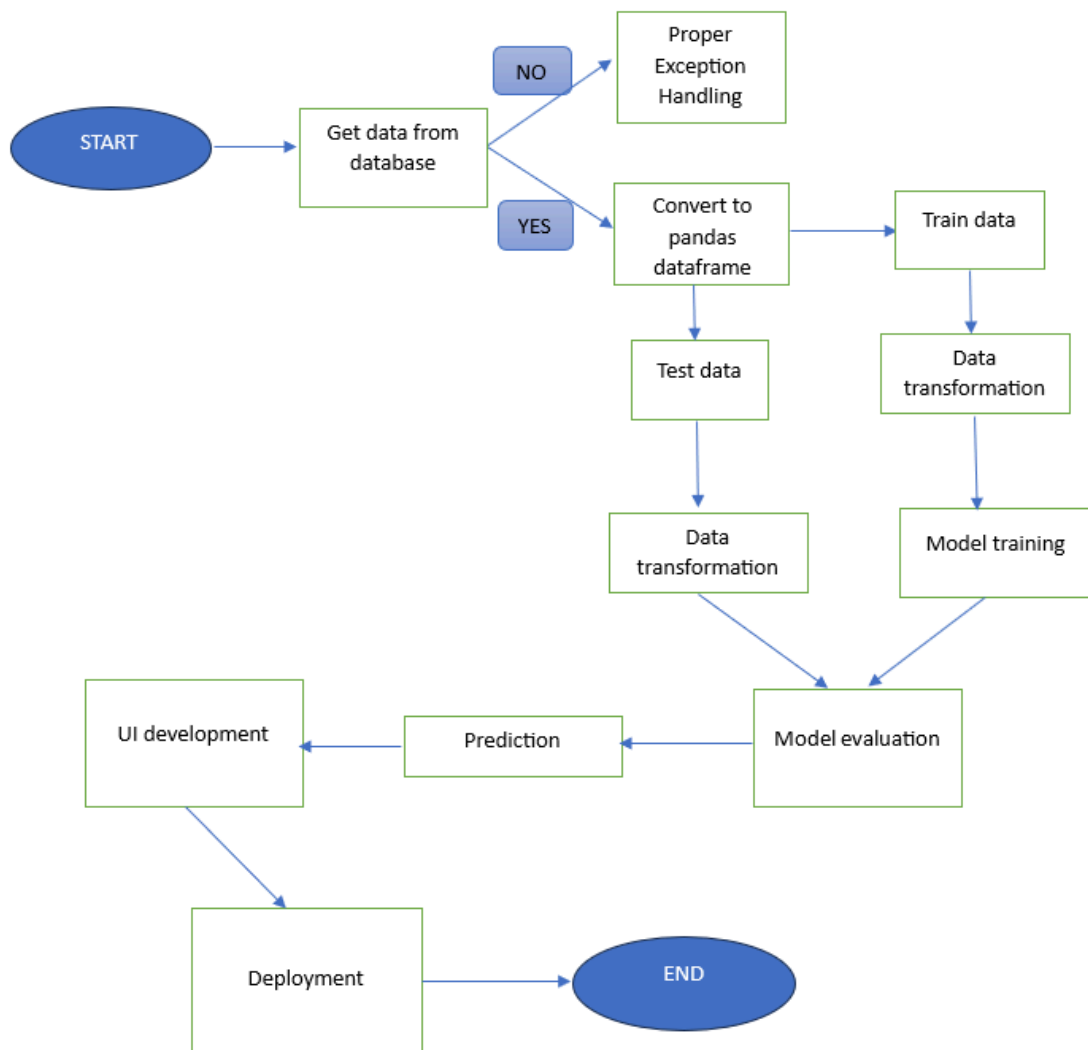 START
Get data from
database
NO
Proper
Exception
Handling
YES
Convert to
pandas
dataframe
Train data
Test data
Data
transformation
Data
transformation
Model training
Model evaluation
Prediction
UI development
Deployment
END